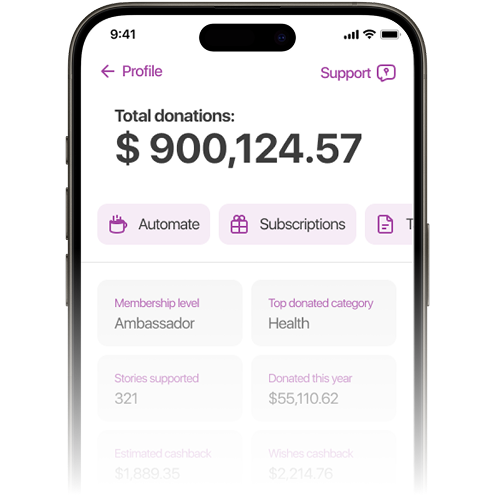 9:41
Profile
Support
Total donations:
$ 900,124.57
Automate
Subscriptions
T
Membership level
Ambassador
Top donated category
Health
Stories supported
321
Donated this year
$55,110.62
Estimated cashback
$1,889.35
Wishes cashback
$2,214.76